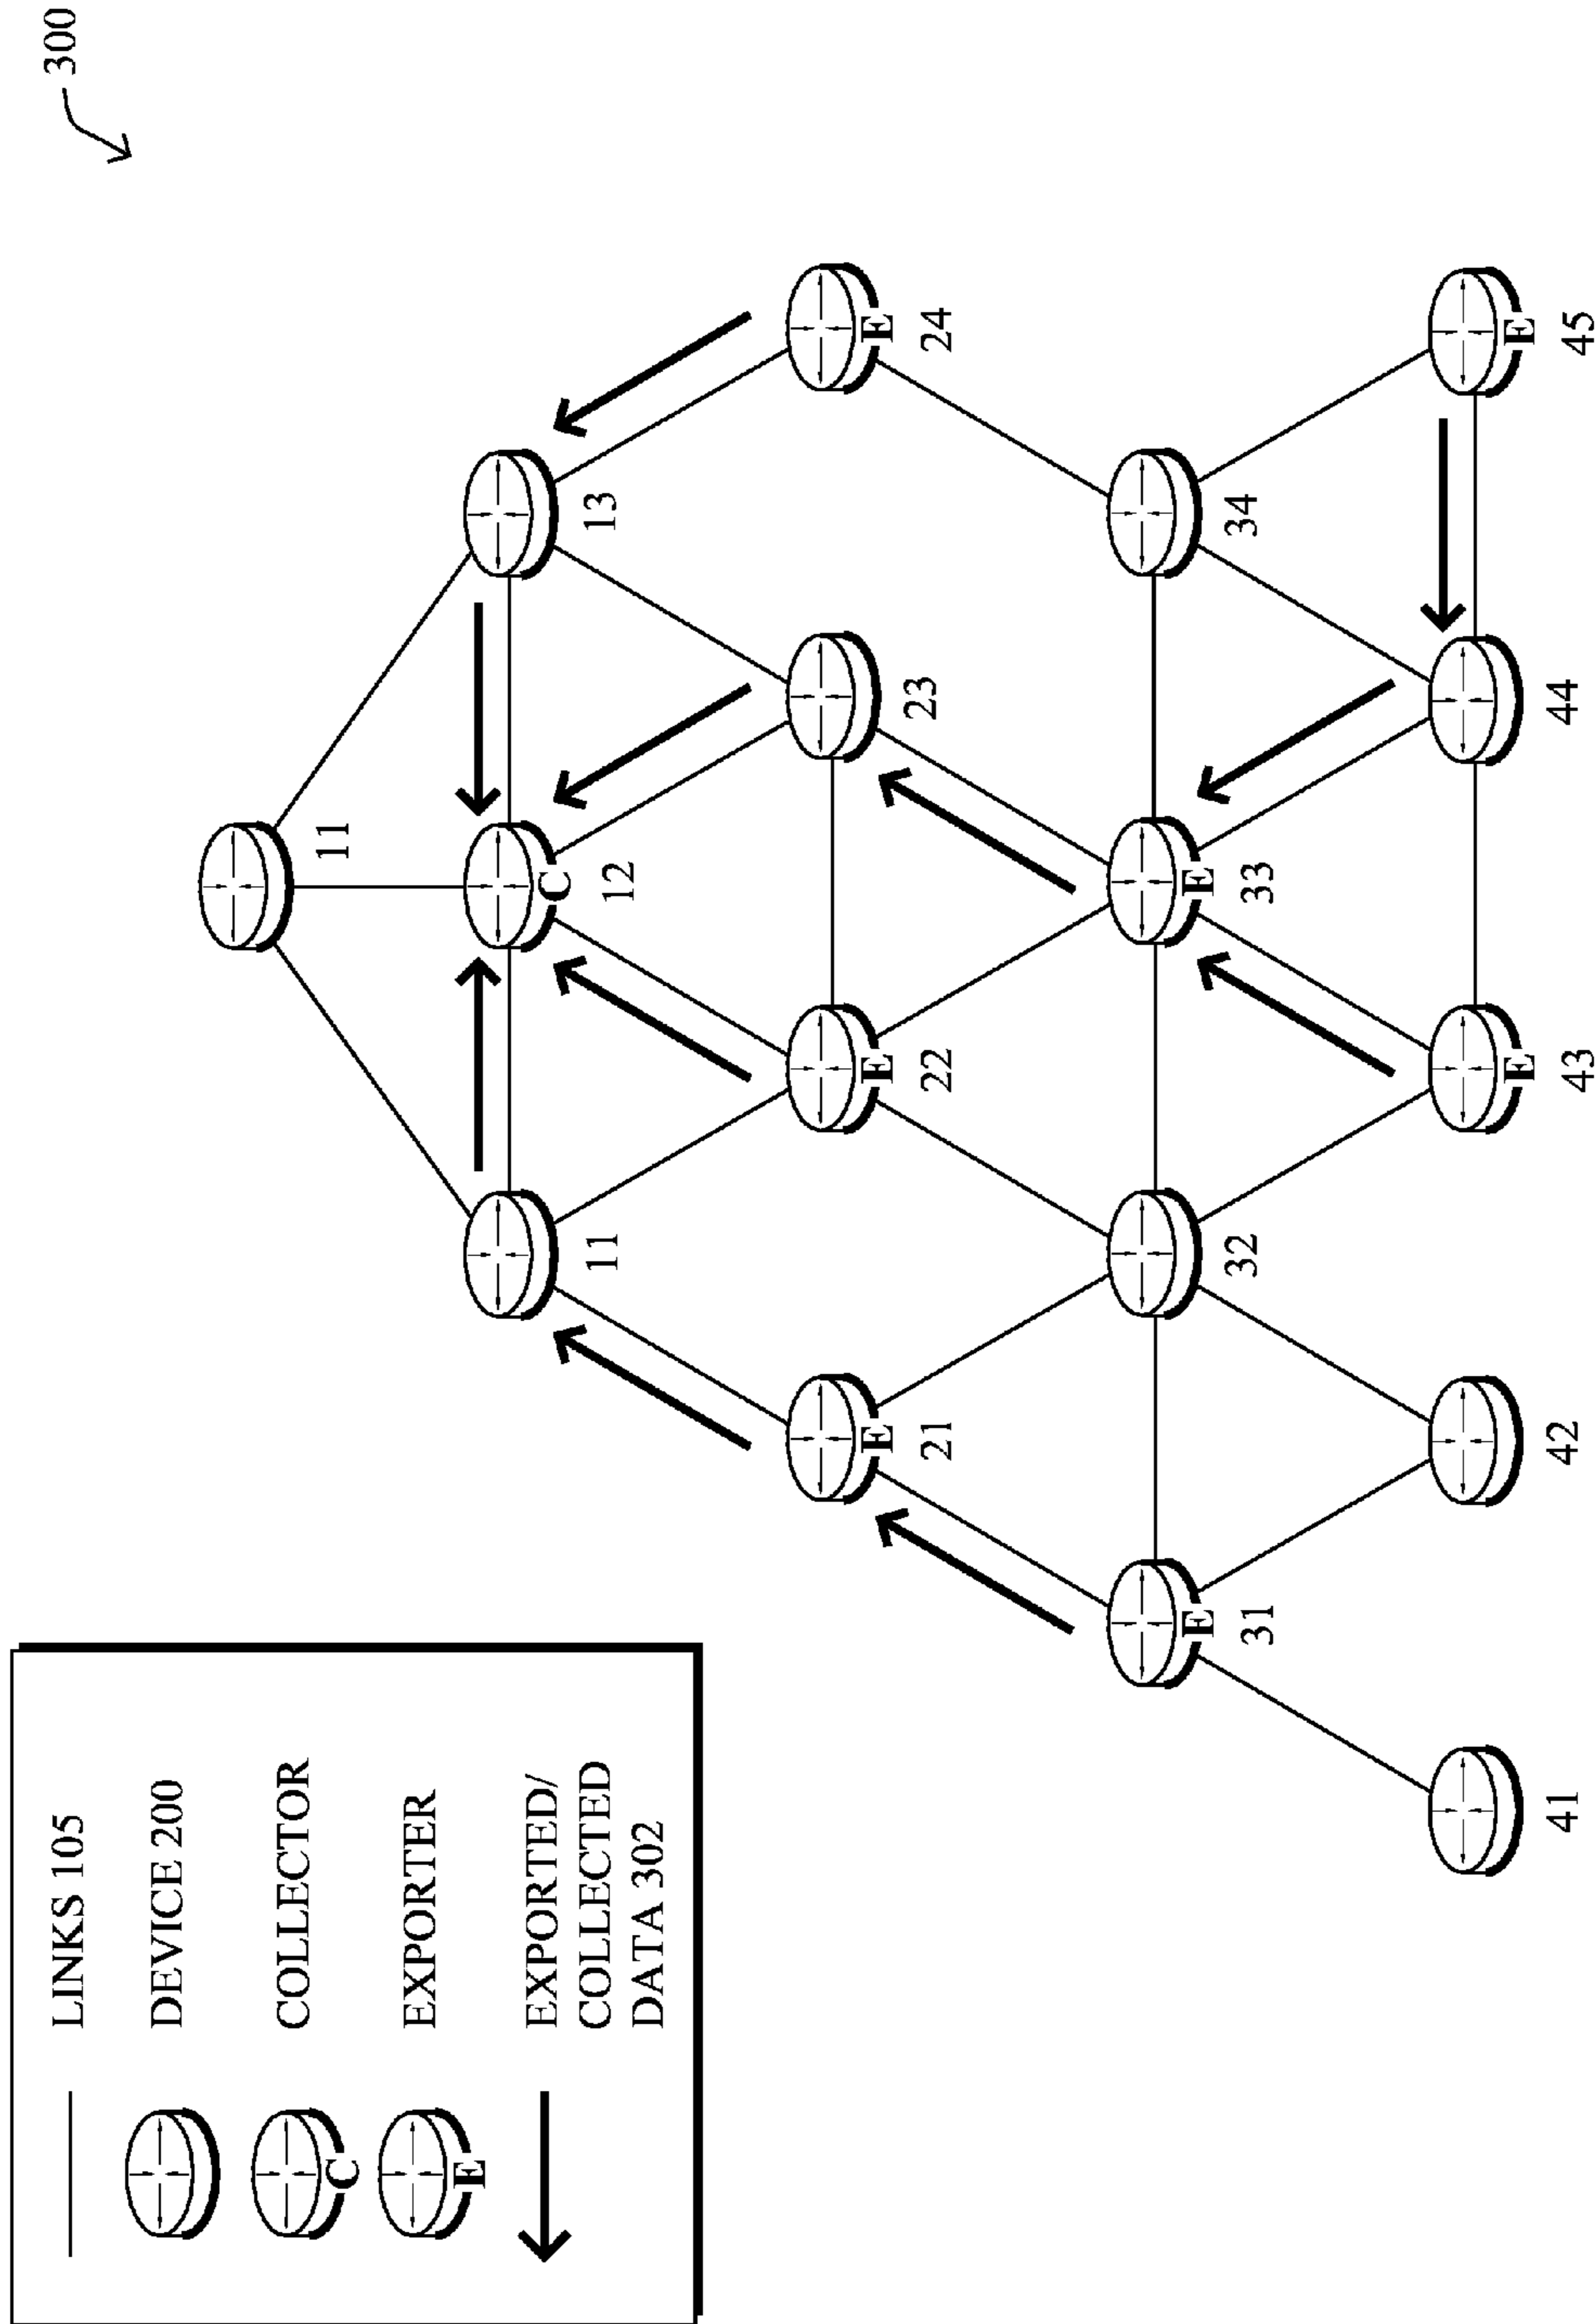 300
LINKS 105
DEVICE 200
C
COLLECTOR
E
EXPORTER
EXPORTED/
COLLECTED
DATA 302
11
C
11
12
13
E
E
E
21
22
23
24
E
E
31
32
33
34
E
E
41
42
43
44
45